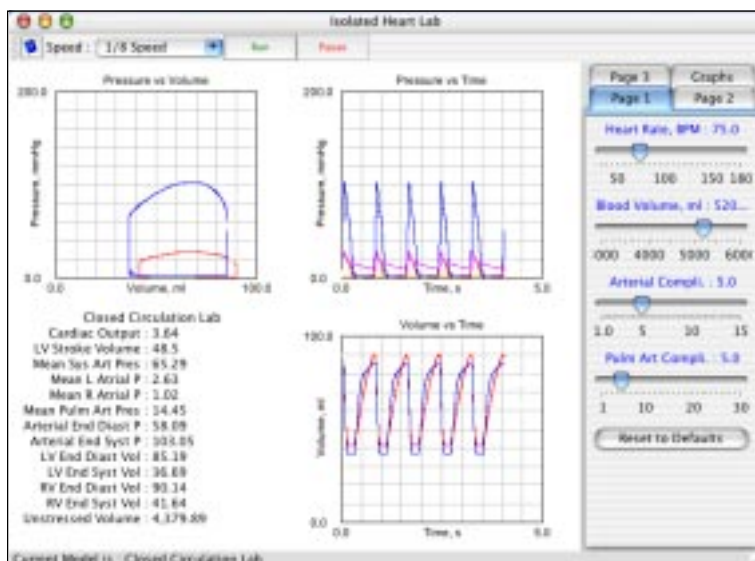 Isolated Heart Lab
Speed : 1/8 Speed Run Pause
Pressure vs Volume
200.0
Pressure, mmHg
0.0
0.0 Volume, ml 100.0
Pressure vs Time
200.0
Pressure, mmHg
0.0
0.0 Time, s 5.0
Closed Circulation Lab
Cardiac Output : 3.64
LV Stroke Volume : 48.5
Mean Sys Art Pres : 65.29
Mean L Atrial P : 2.63
Mean R Atrial P : 1.02
Mean Pulm Art Pres : 14.45
Arterial End Diast P : 58.09
Arterial End Syst P : 103.05
LV End Diast Vol : 85.19
LV End Syst Vol : 36.69
RV End Diast Vol : 90.14
RV End Syst Vol : 41.64
Unstressed Volume : 4,379.89
Volume vs Time
100.0
Volume, ml
0.0
0.0 Time, s 5.0
Page 3 Graphs
Page 1 Page 2
Heart Rate, BPM : 75.0
50 100 150 180
Blood Volume, ml : 520...
000 4000 5000 600
Arterial Compli. : 5.0
1.0 5 10 15
Pulm Art Compli. : 5.0
1 10 20 30
Reset to Defaults
Current Model is : Closed Circulation Lab